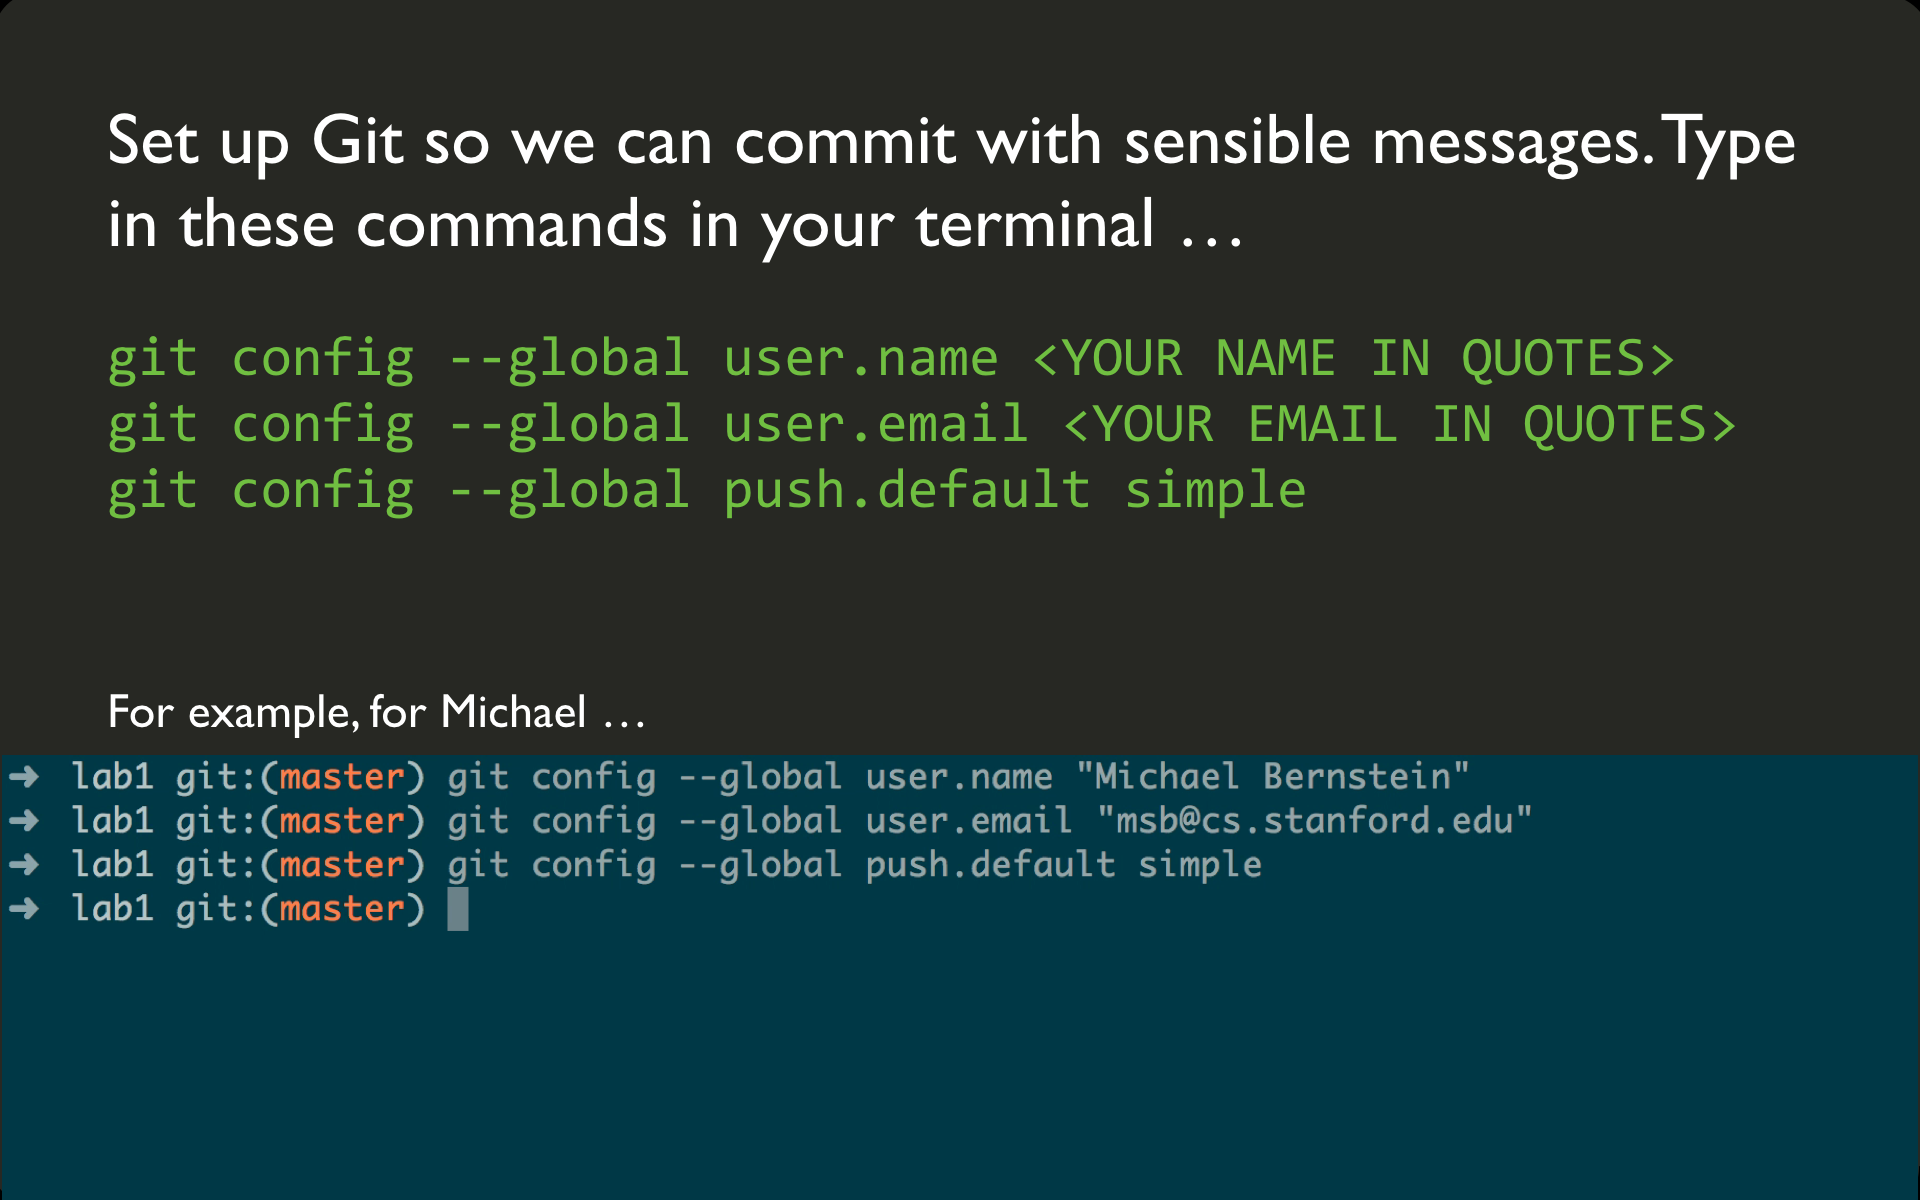 Set up Git so we can commit with sensible messages. Type
in these commands in your terminal …
git config --global user.name <YOUR NAME IN QUOTES>
git config --global user.email <YOUR EMAIL IN QUOTES>
git config --global push.default simple
For example, for Michael …
➜ lab1 git:(master) git config --global user.name "Michael Bernstein"
➜ lab1 git:(master) git config --global user.email "msb@cs.stanford.edu"
➜ lab1 git:(master) git config --global push.default simple
➜ lab1 git:(master)